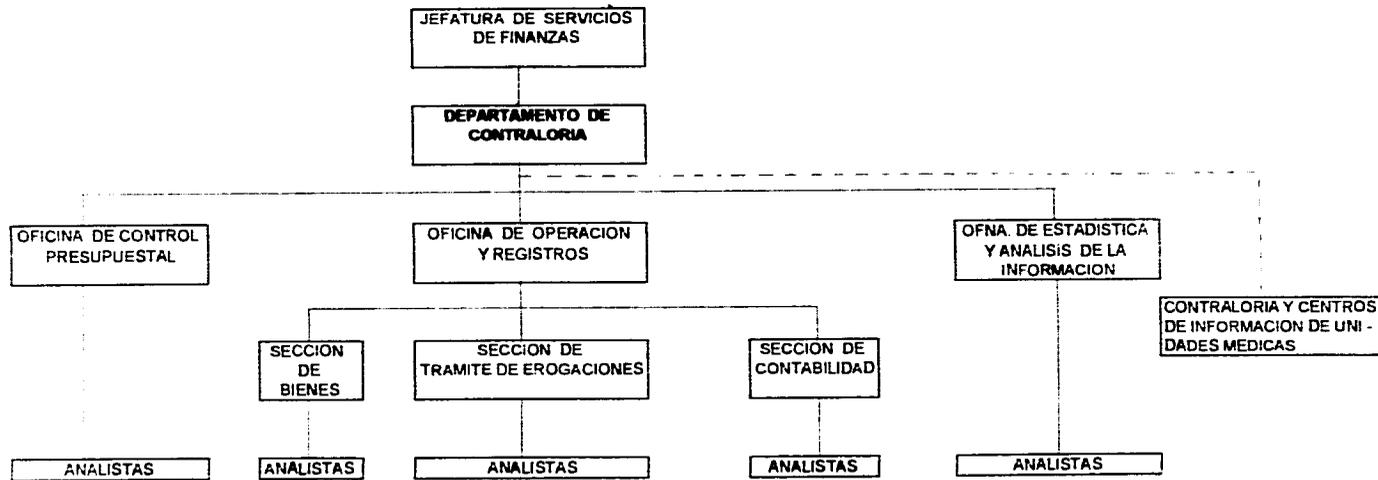 JEFATURA DE SERVICIOS
DE FINANZAS
DEPARTAMENTO DE
CONTRALORIA
OFICINA DE CONTROL
PRESUPUESTAL
OFICINA DE OPERACION
Y REGISTROS
OFNA. DE ESTADISTICA
Y ANALISIS DE LA
INFORMACION
CONTRALORIA Y CENTROS
DE INFORMACION DE UNI -
DADES MEDICAS
SECCION
DE
BIENES
SECCION DE
TRAMITE DE EROGACIONES
SECCION DE
CONTABILIDAD
ANALISTAS
ANALISTAS
ANALISTAS
ANALISTAS
ANALISTAS